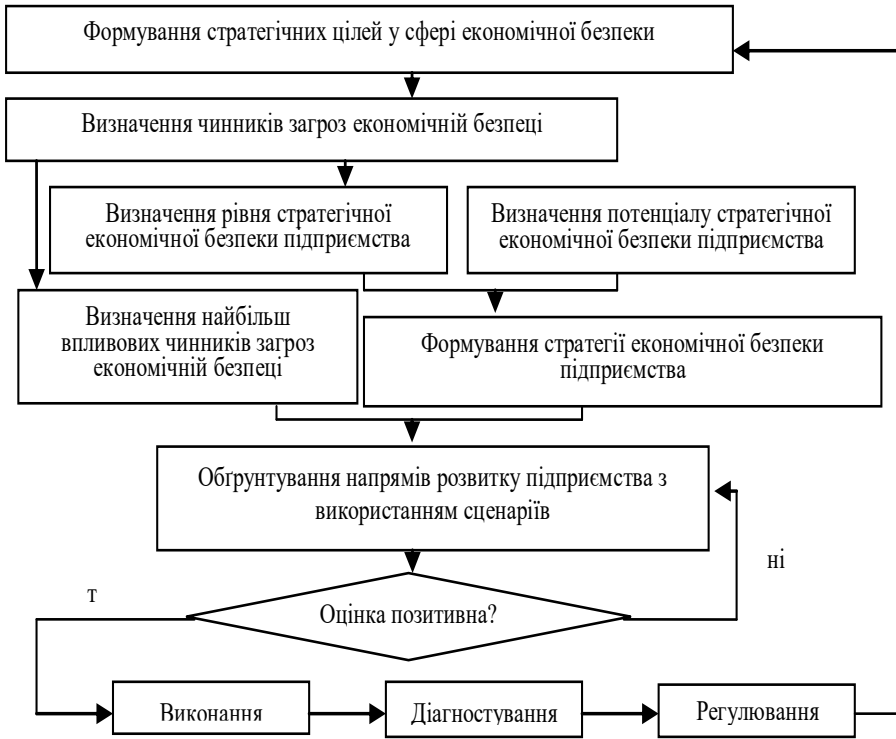 Формування стратегічних цілей у сфері економічної безпеки
Визначення чинників загроз економічній безпеці
Визначення рівня стратегічної
економічної безпеки підприємства
Визначення потенціалу стратегічної
економічної безпеки підприємства
Визначення найбільш
впливових чинників загроз
економічній безпеці
Формування стратегії економічної безпеки
підприємства
Обґрунтування напрямів розвитку підприємства з
використанням сценаріїв
ні
т
Оцінка позитивна?
Виконання
Діагностування
Регулювання